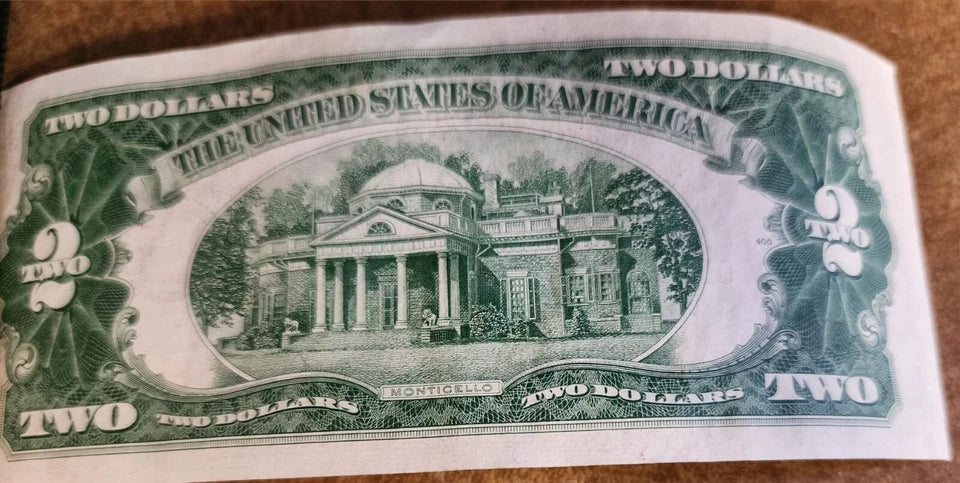 TWO DOLLARS
TWO DOLLARS
THE UNITED STATES OF AMERICA
2
TWO
2
TWO
400
MONTICELLO
TWO
TWO DOLLARS
TWO DOLLARS
TWO